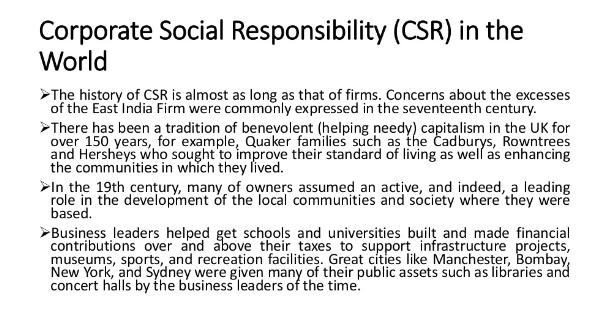 Corporate Social Responsibility (CSR) in the
World
➢The history of CSR is almost as long as that of firms. Concerns about the excesses
of the East India Firm were commonly expressed in the seventeenth century.
➢There has been a tradition of benevolent (helping needy) capitalism in the UK for
over 150 years, for example, Quaker families such as the Cadburys, Rowntrees
and Hersheys who sought to improve their standard of living as well as enhancing
the communities in which they lived.
➢In the 19th century, many of owners assumed an active, and indeed, a leading
role in the development of the local communities and society where they were
based.
➢Business leaders helped get schools and universities built and made financial
contributions over and above their taxes to support infrastructure projects,
museums, sports, and recreation facilities. Great cities like Manchester, Bombay,
New York, and Sydney were given many of their public assets such as libraries and
concert halls by the business leaders of the time.